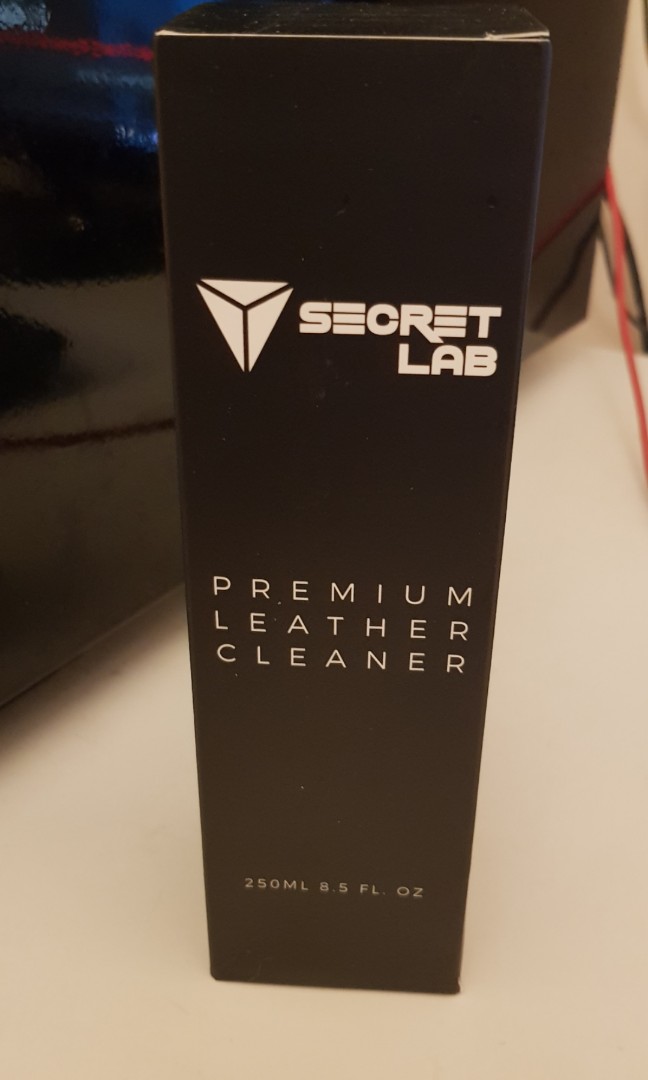 SECRET
LAB
PREMIUM
LEATHER
CLEANER
250ML 8.5 FL. OZ